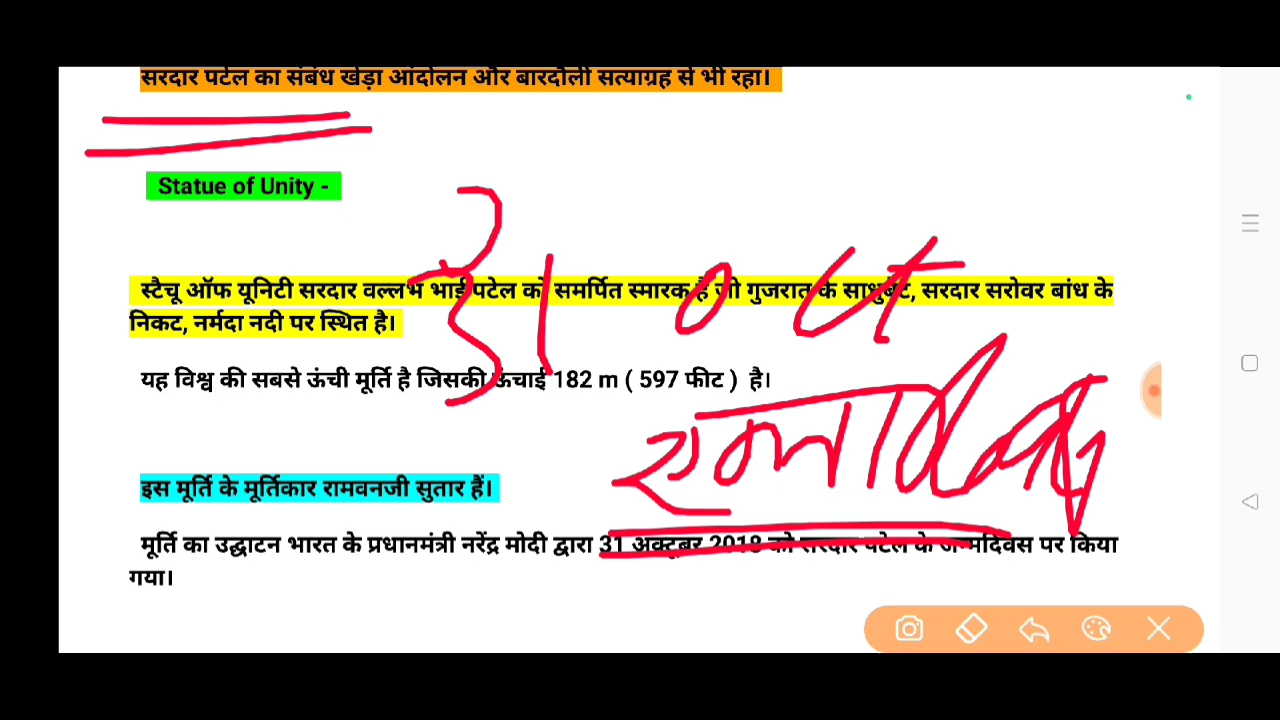 सरदार पटेल का संबंध खेड़ा आंदोलन और बारदौली सत्याग्रह से भी रहा।
Statue of Unity -
31 oct
स्टैचू ऑफ यूनिटी सरदार वल्लभ भाई पटेल को समर्पित स्मारक है जो गुजरात के साधुबेट, सरदार सरोवर बांध के
निकट, नर्मदा नदी पर स्थित है।
यह विश्व की सबसे ऊंची मूर्ति है जिसकी ऊंचाई 182 m ( 597 फीट ) है।
इस मूर्ति के मूर्तिकार रामवनजी सुतार हैं।
मूर्ति का उद्घाटन भारत के प्रधानमंत्री नरेंद्र मोदी द्वारा 31 अक्टूबर 2018 को सरदार पटेल के जन्मदिवस पर किया
गया।